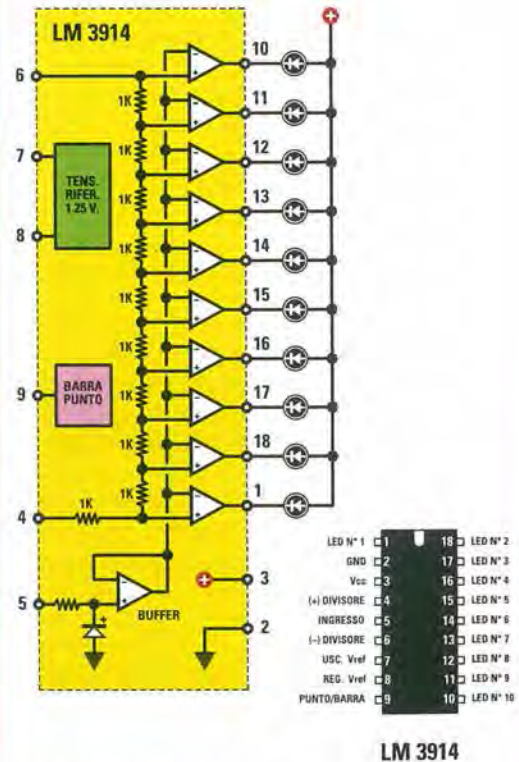 LM 3914
6
7
8
9
4
5
1K
1K
1K
1K
1K
1K
1K
1K
1K
1K
TENS.
RIFER.
1.25 V.
BARRA
PUNTO
BUFFER
10
11
12
13
14
15
16
17
18
1
3
2
LED N° 1 1 18 LED N° 2
GND 2 17 LED N° 3
Vcc 3 16 LED N° 4
(+) DIVISORE 4 15 LED N° 5
INGRESSO 5 14 LED N° 6
(–) DIVISORE 6 13 LED N° 7
USC. Vref 7 12 LED N° 8
REG. Vref 8 11 LED N° 9
PUNTO/BARRA 9 10 LED N° 10
LM 3914